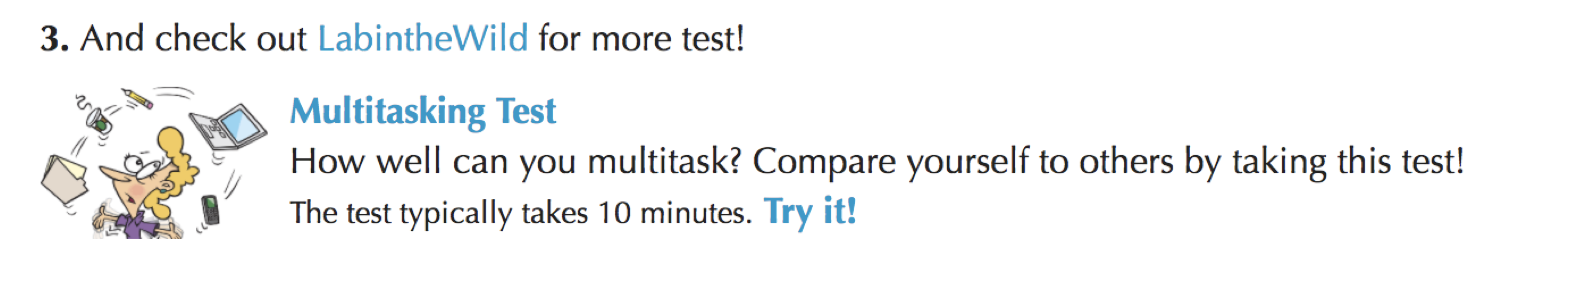 3. And check out LabintheWild for more test!
Multitasking Test
How well can you multitask? Compare yourself to others by taking this test!
The test typically takes 10 minutes. Try it!